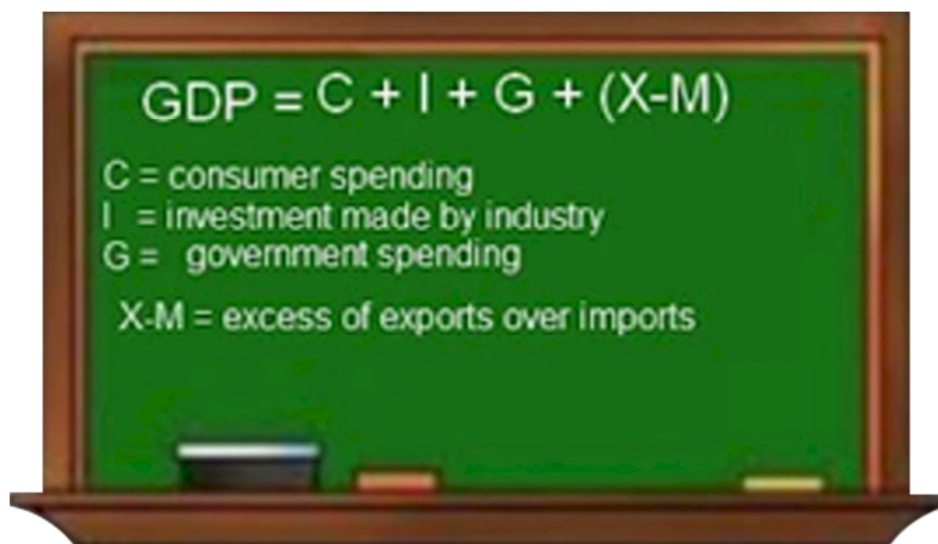 GDP = C + I + G + (X-M)
C = consumer spending
I = investment made by industry
G = government spending
X-M = excess of exports over imports